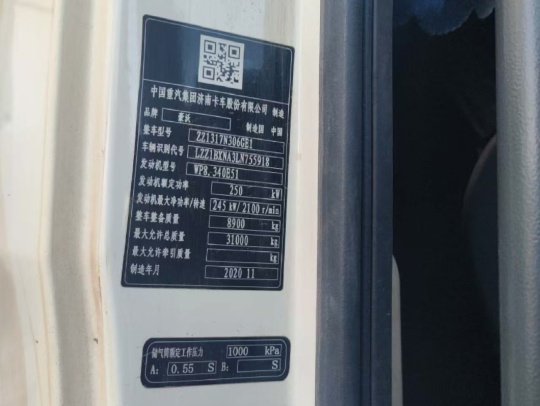 中国重汽集团济南卡车股份有限公司 制造
品牌 豪沃 制造国 中国
整车型号 ZZ1317N306GE1
车辆识别代号 LZZ1BXNA3LN755918
发动机型号 WP8.340E51
发动机额定功率 250 kW
发动机最大净功率/转速 245 kW/ 2100 r/min
整车整备质量 8900 kg
最大允许总质量 31000 kg
最大允许牵引质量 kg
制造年月 2020 11
储气筒额定工作压力 1000 kPa
A: 0.55 S B: S